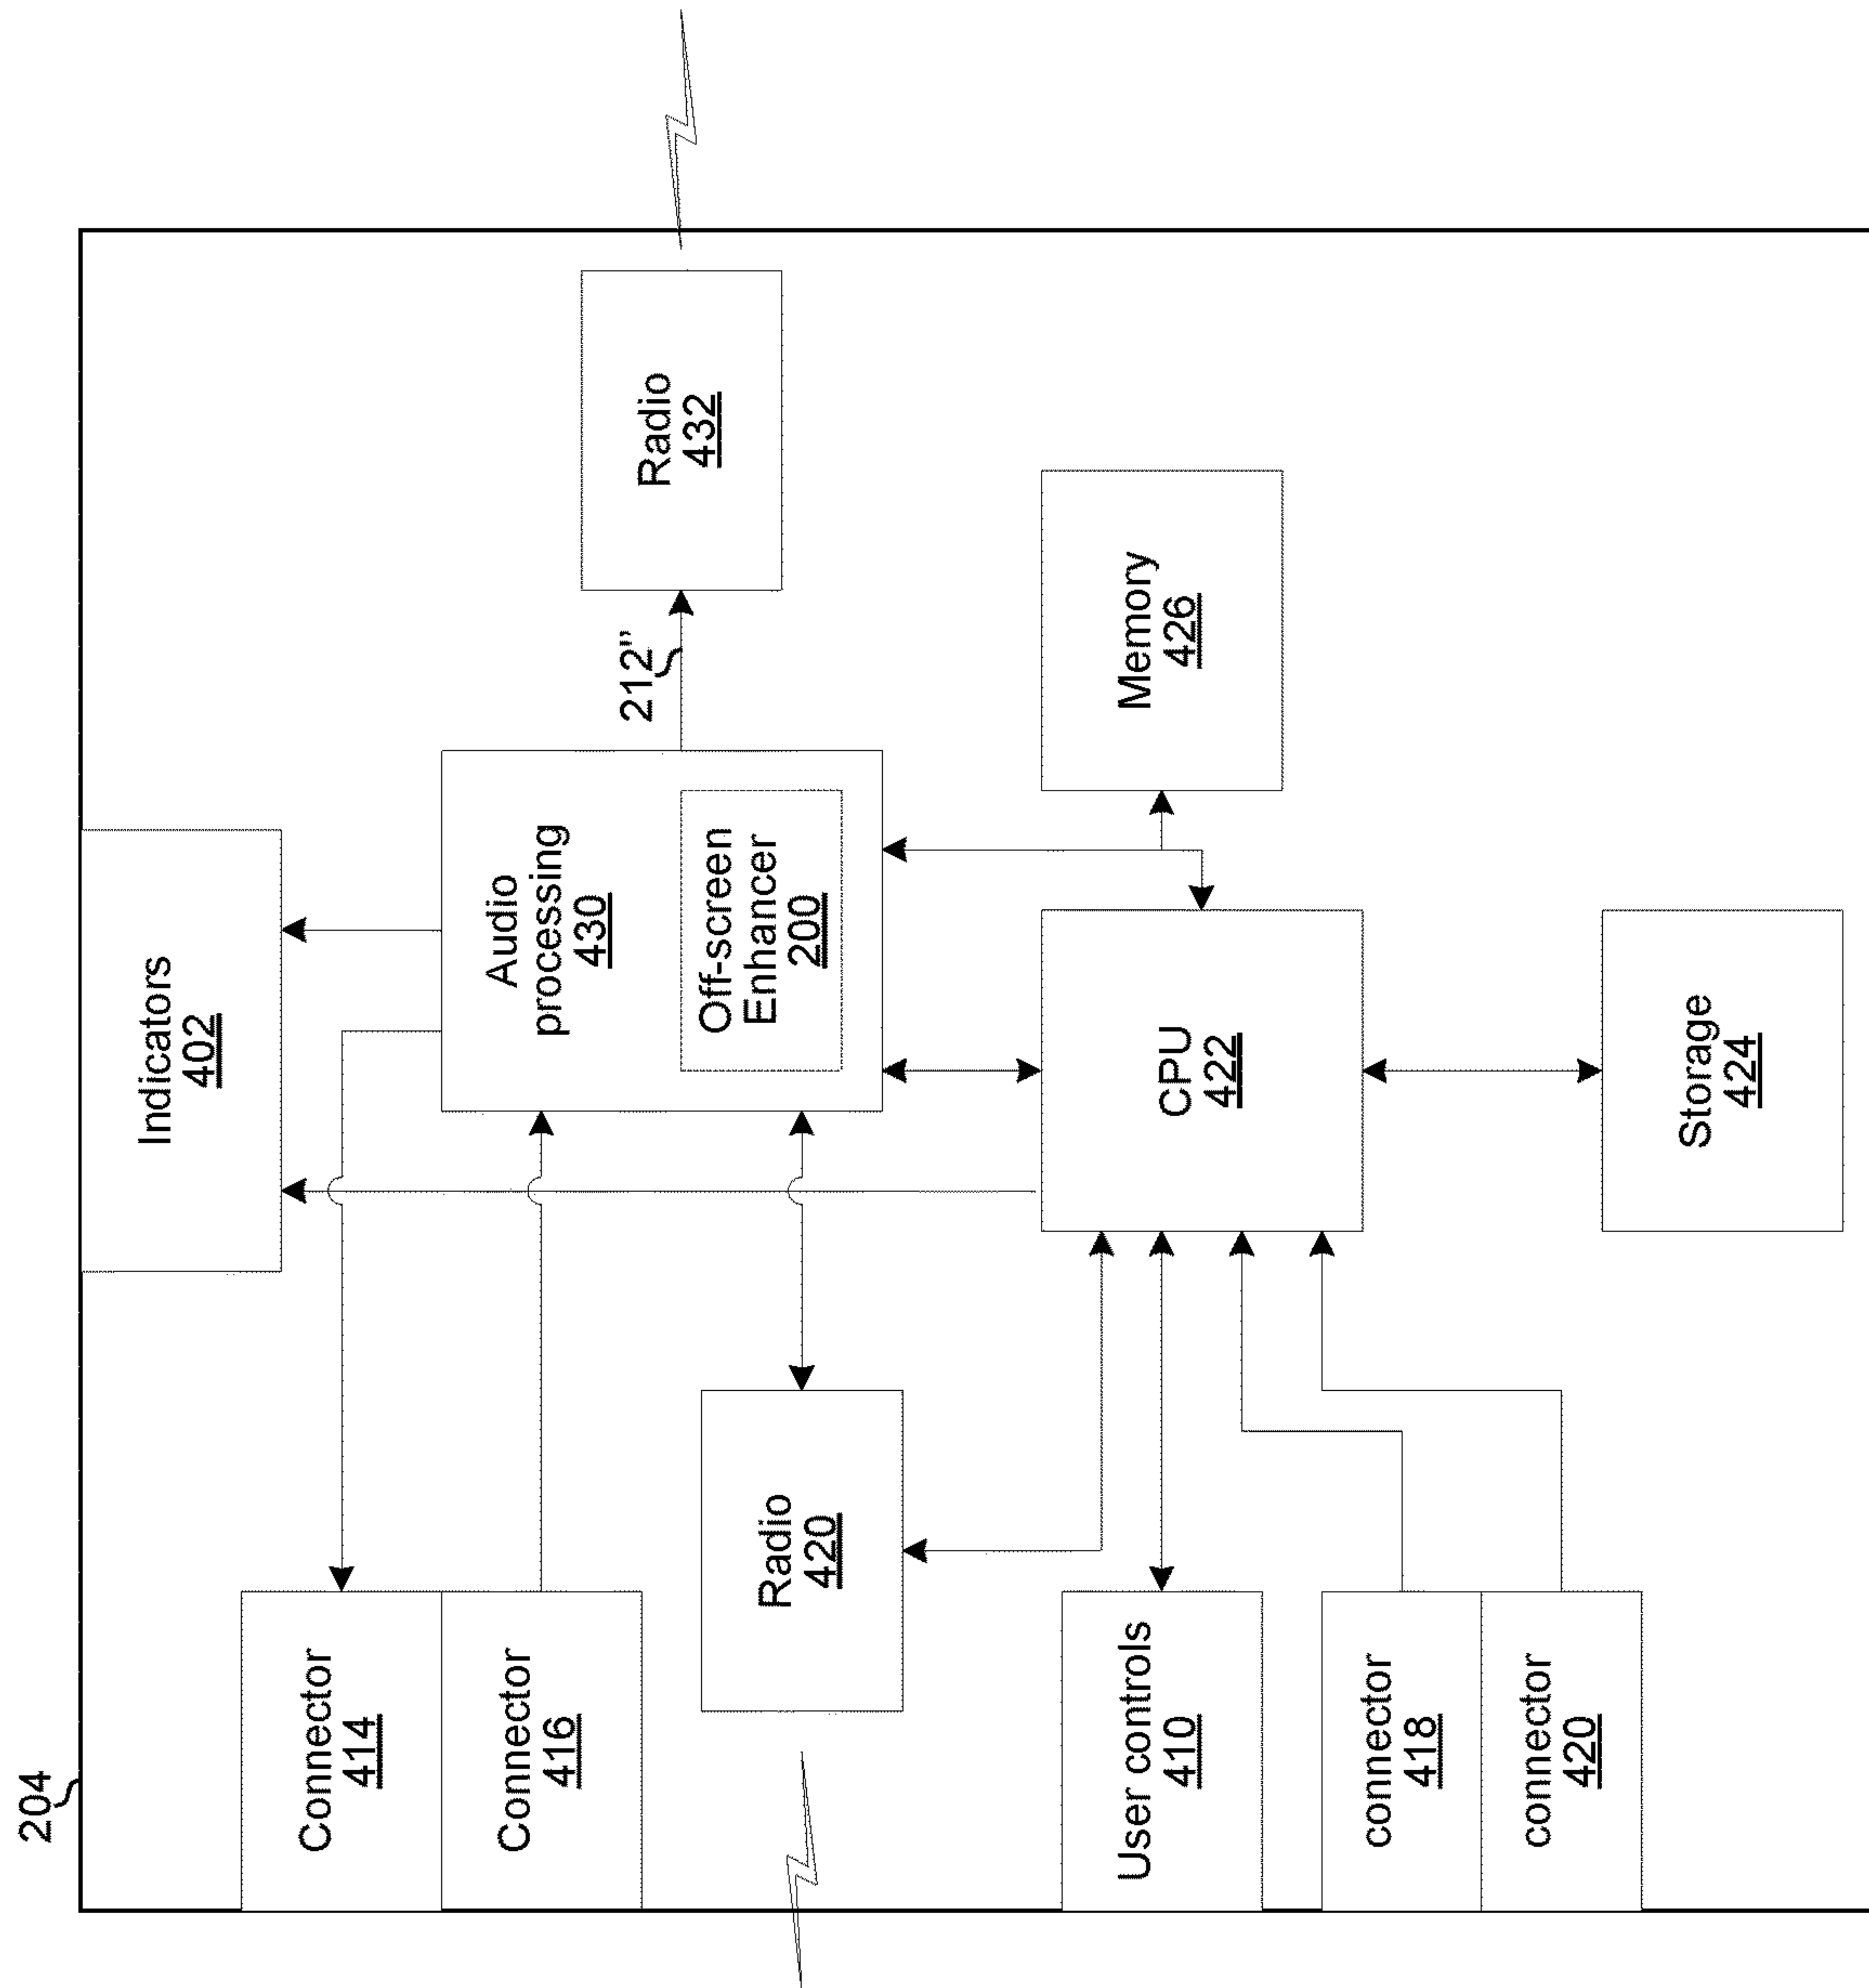 204
Indicators
402
Connector
414
Connector
416
Audio
processing
430
Off-screen
Enhancer
200
212"
Radio
432
Radio
420
User controls
410
CPU
422
Memory
426
connector
418
connector
420
Storage
424